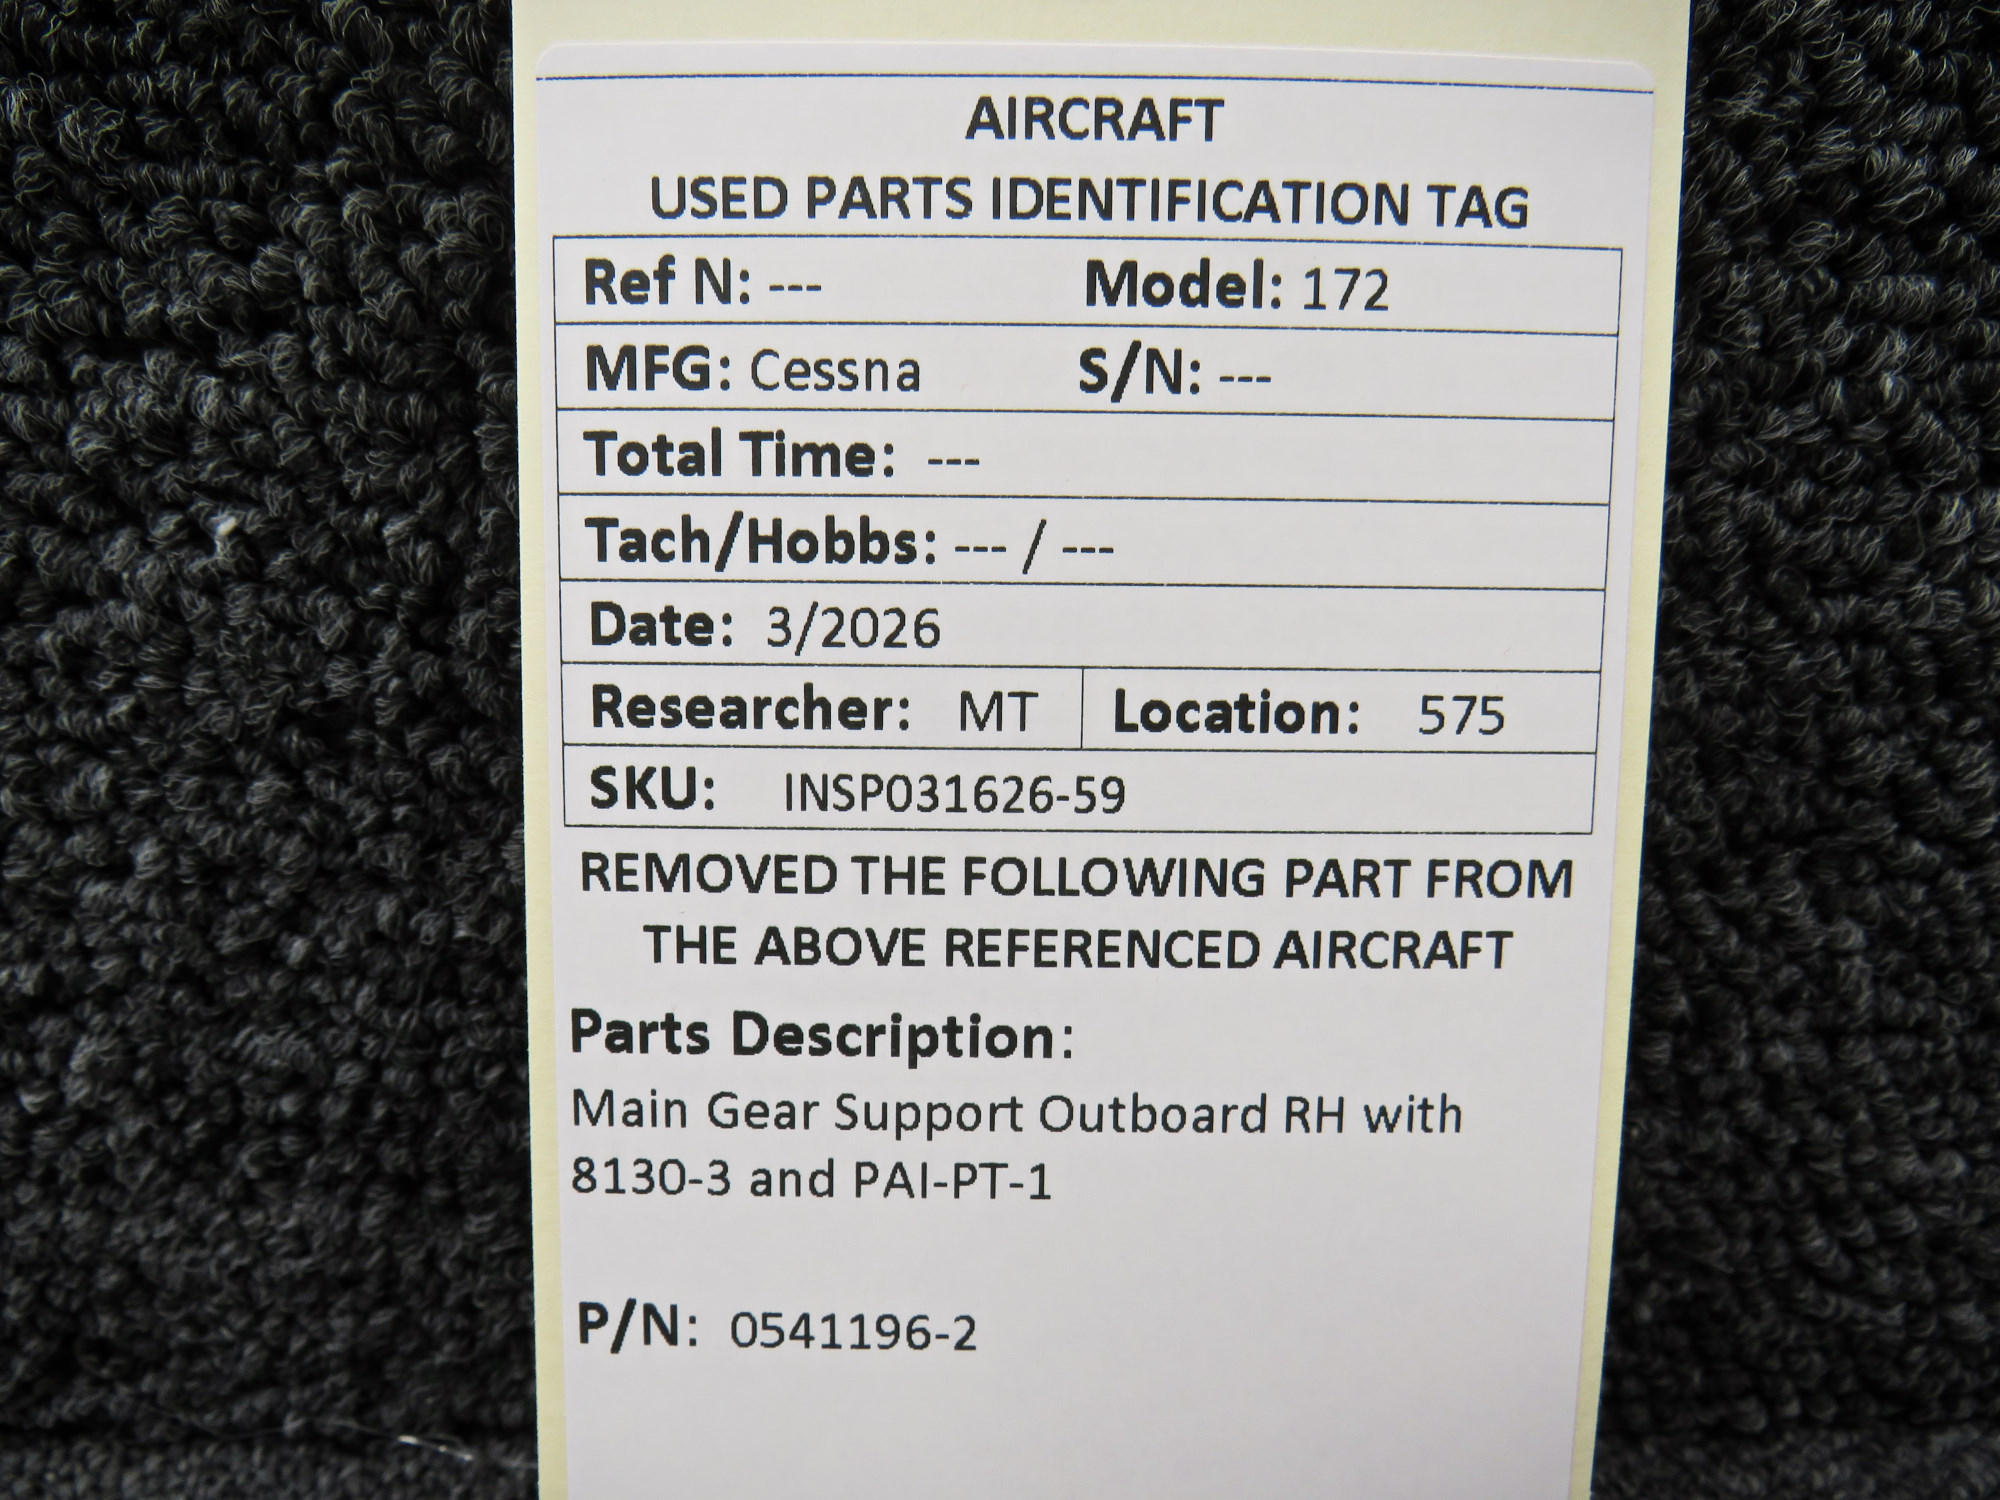 AIRCRAFT
USED PARTS IDENTIFICATION TAG
Ref N: --- Model: 172
MFG: Cessna S/N: ---
Total Time: ---
Tach/Hobbs: --- / ---
Date: 3/2026
Researcher: MT Location: 575
SKU: INSP031626-59
REMOVED THE FOLLOWING PART FROM
THE ABOVE REFERENCED AIRCRAFT
Parts Description:
Main Gear Support Outboard RH with
8130-3 and PAI-PT-1
P/N: 0541196-2